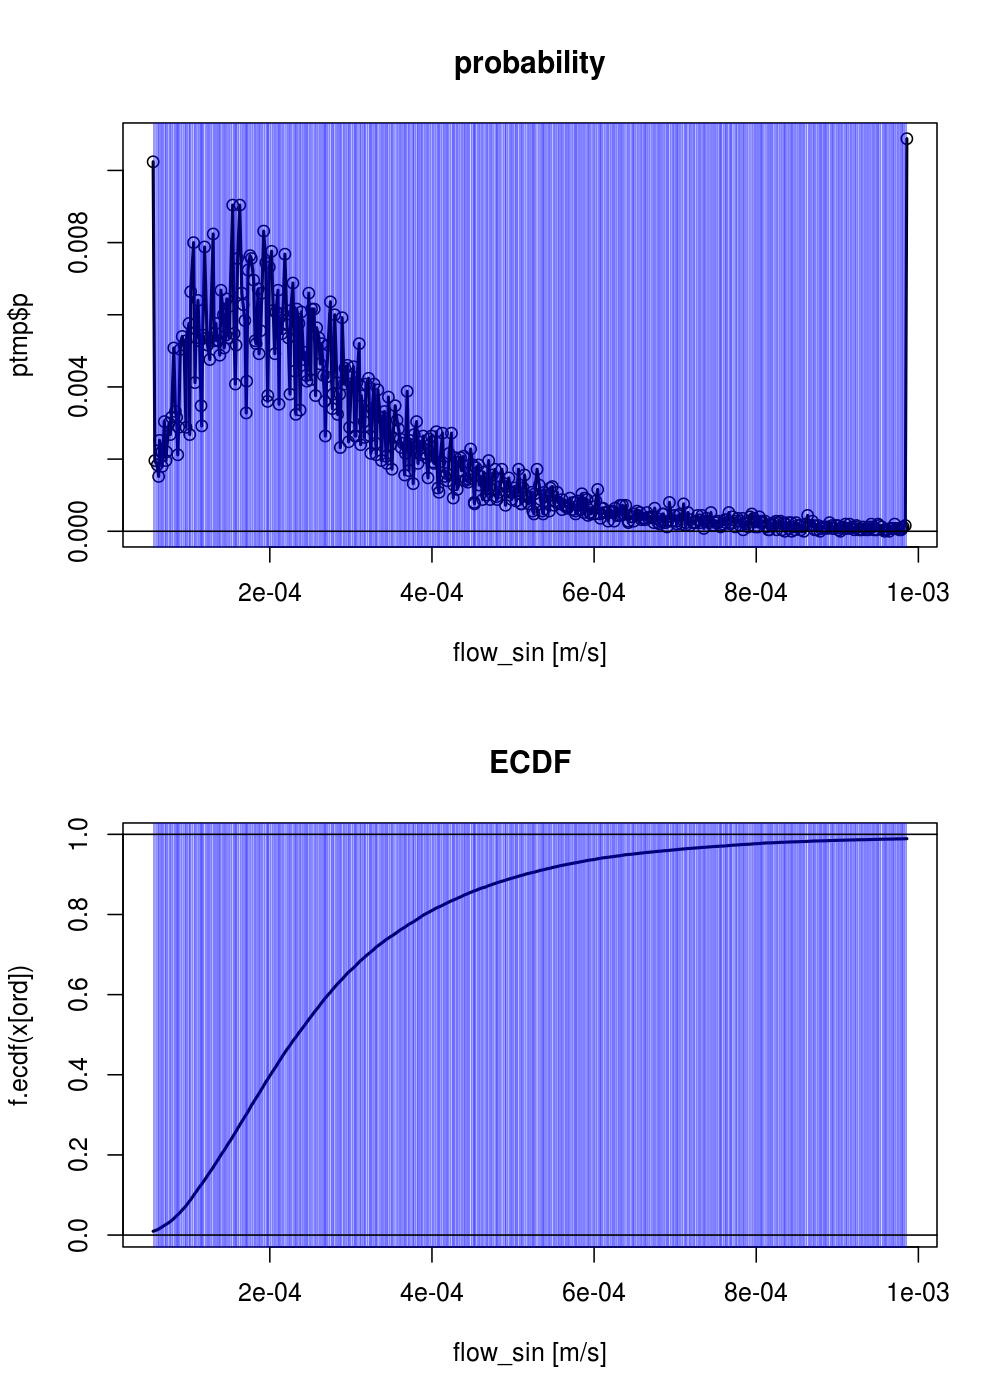 probability
ptmp$p
0.008
0.004
0.000
2e-04 4e-04 6e-04 8e-04 1e-03
flow_sin [m/s]
ECDF
f.ecdf(x[ord])
1.0
0.8
0.6
0.4
0.2
0.0
2e-04 4e-04 6e-04 8e-04 1e-03
flow_sin [m/s]